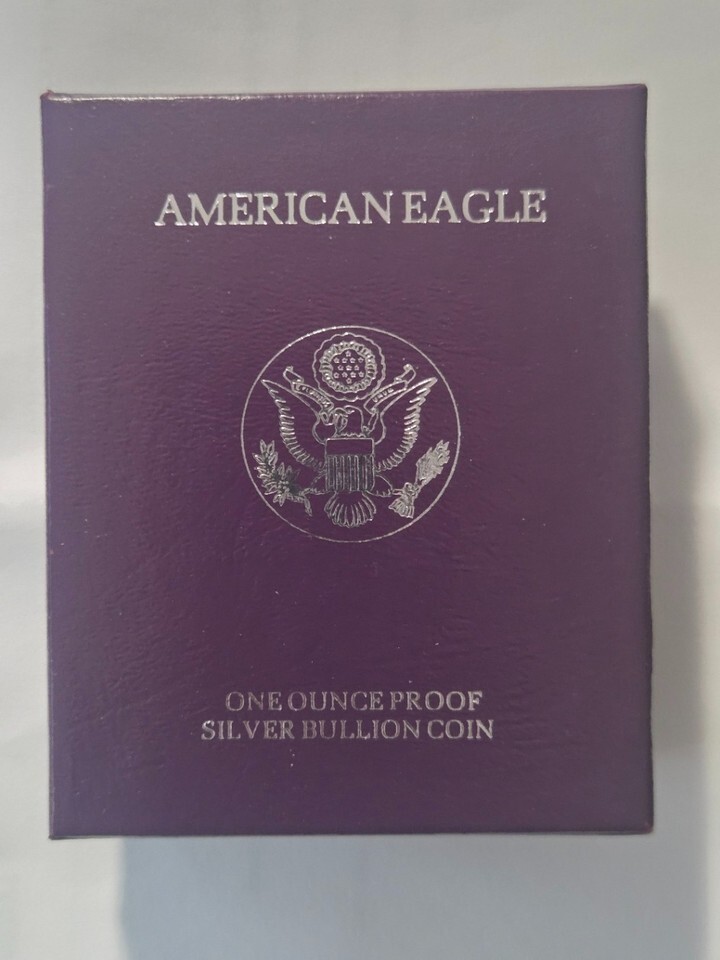 AMERICAN EAGLE
ONE OUNCE PROOF
SILVER BULLION COIN